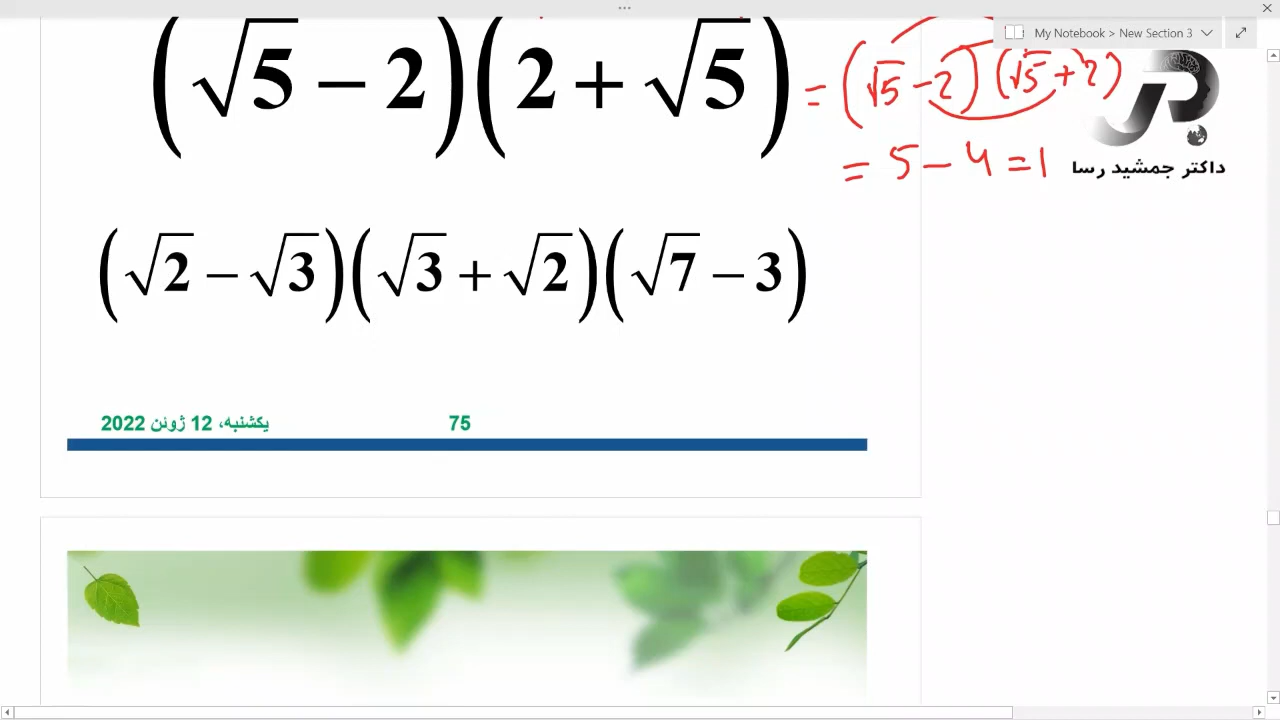 My Notebook > New Section 3
(√5 − 2)(2 + √5) = (√5 − 2)(√5 + 2)
= 5 − 4 = 1
داکتر جمشید رسا
(√2 − √3)(√3 + √2)(√7 − 3)
یکشنبه، 12 ژوئن 2022
75